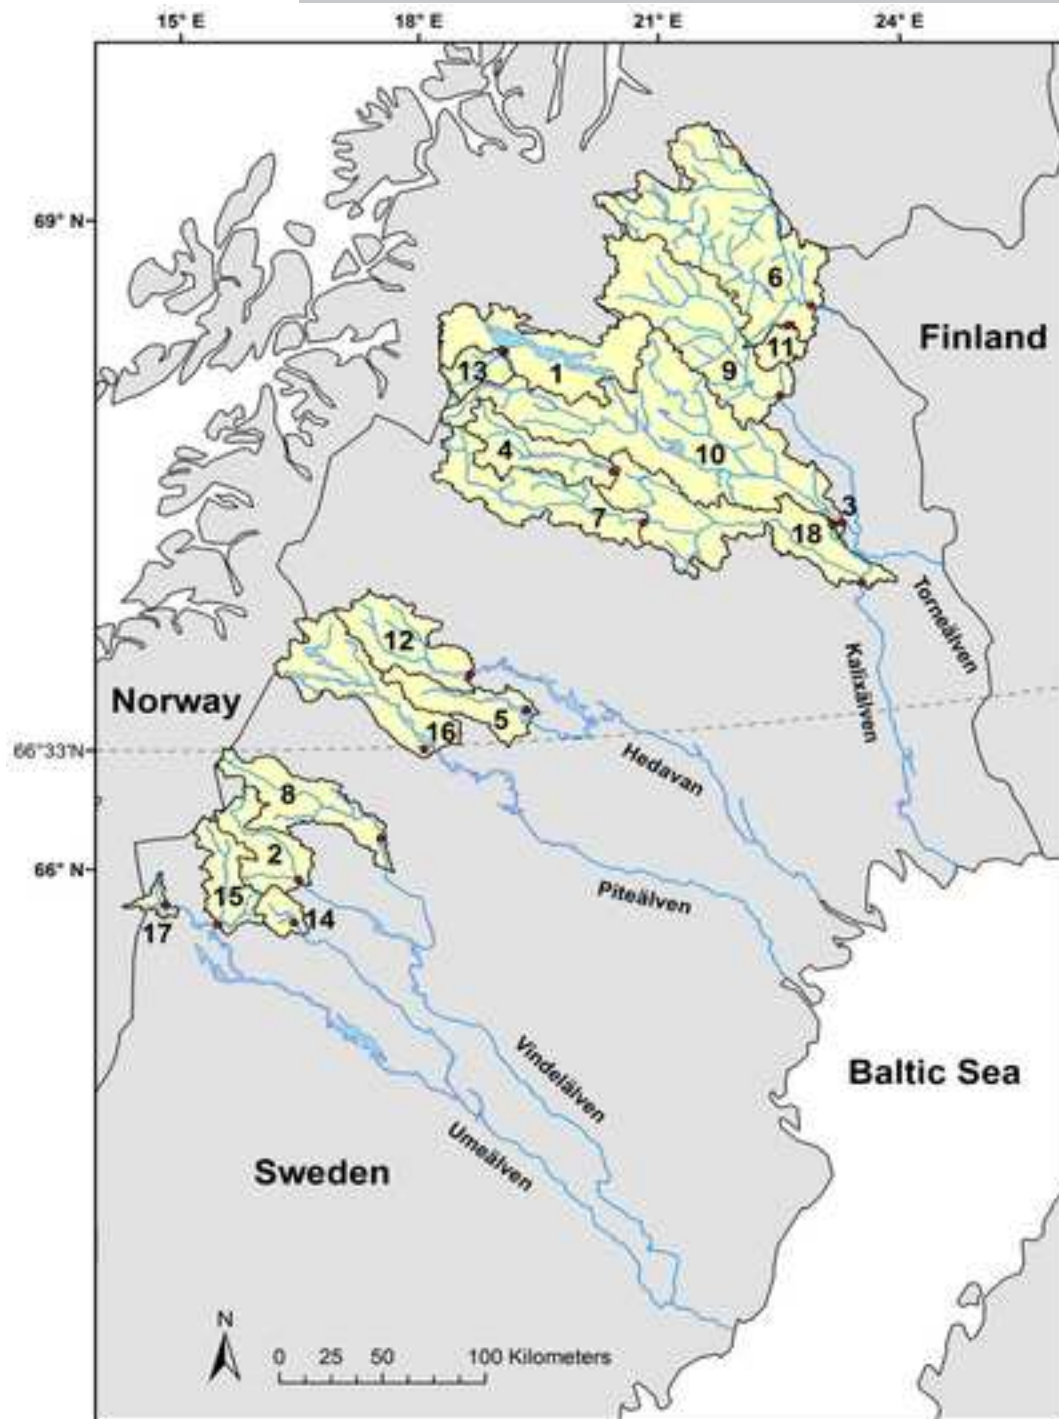 15° E
18° E
21° E
24° E
69° N
6
Finland
11
13
1
9
4
10
3
7
18
Torneälven
12
Kalixälven
Norway
5
16
66°33'N
Hedavan
8
2
66° N
Piteälven
15
14
17
Vindelälven
Baltic Sea
Umeälven
Sweden
N
0 25 50 100 Kilometers